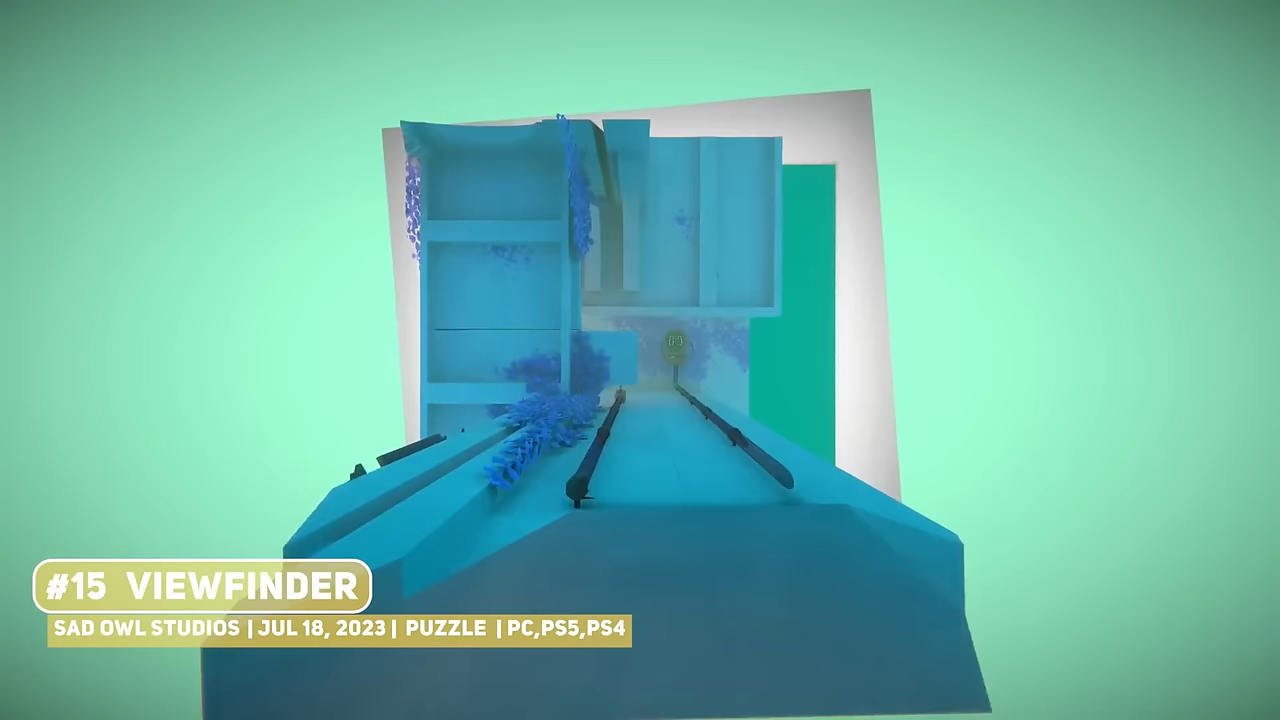 #15 VIEWFINDER
SAD OWL STUDIOS | JUL 18, 2023 | PUZZLE | PC,PS5,PS4